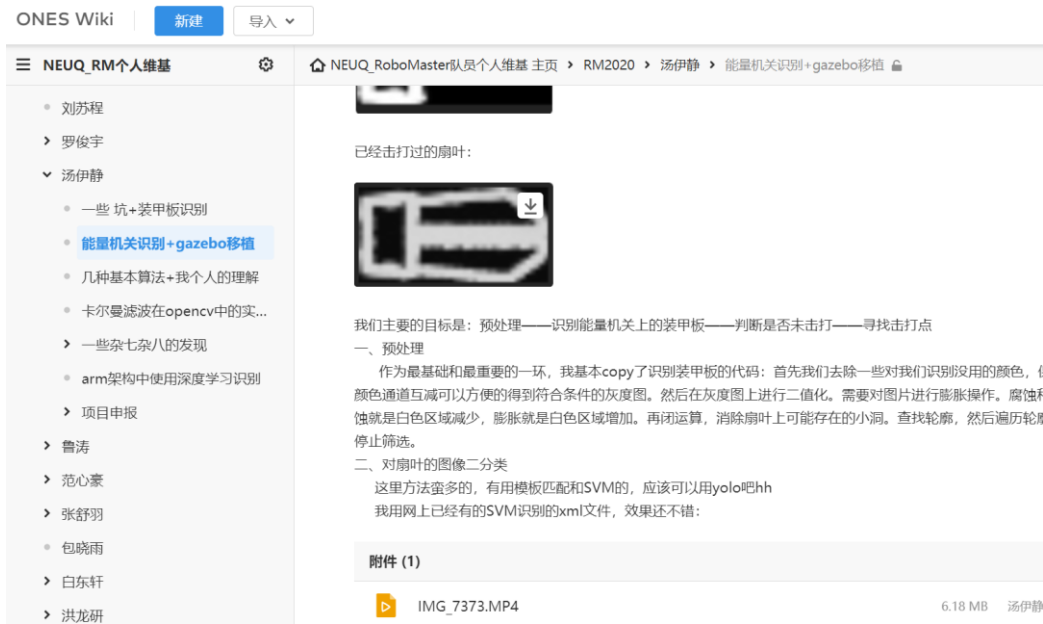 ONES Wiki
新建
导入
NEUQ_RM个人维基
NEUQ_RoboMaster队员个人维基 主页 > RM2020 > 汤伊静 > 能量机关识别+gazebo移植
刘苏程
罗俊宇
汤伊静
一些 坑+装甲板识别
能量机关识别+gazebo移植
几种基本算法+我个人的理解
卡尔曼滤波在opencv中的实...
一些杂七杂八的发现
arm架构中使用深度学习识别
项目申报
鲁涛
范心豪
张舒羽
包晓雨
白东轩
洪龙研
已经击打过的扇叶：
我们主要的目标是：预处理——识别能量机关上的装甲板——判断是否未击打——寻找击打点
一、预处理
作为最基础和最重要的一环，我基本copy了识别装甲板的代码：首先我们去除一些对我们识别没用的颜色，
颜色通道互减可以方便的得到符合条件的灰度图。然后在灰度图上进行二值化。需要对图片进行膨胀操作。腐蚀
蚀就是白色区域减少，膨胀就是白色区域增加。再闭运算，消除扇叶上可能存在的小洞。查找轮廓，然后遍历轮
停止筛选。
二、对扇叶的图像二分类
这里方法蛮多的，有用模板匹配和SVM的，应该可以用yolo吧hh
我用网上已经有的SVM识别的xml文件，效果还不错：
附件 (1)
IMG_7373.MP4
6.18 MB 汤伊静